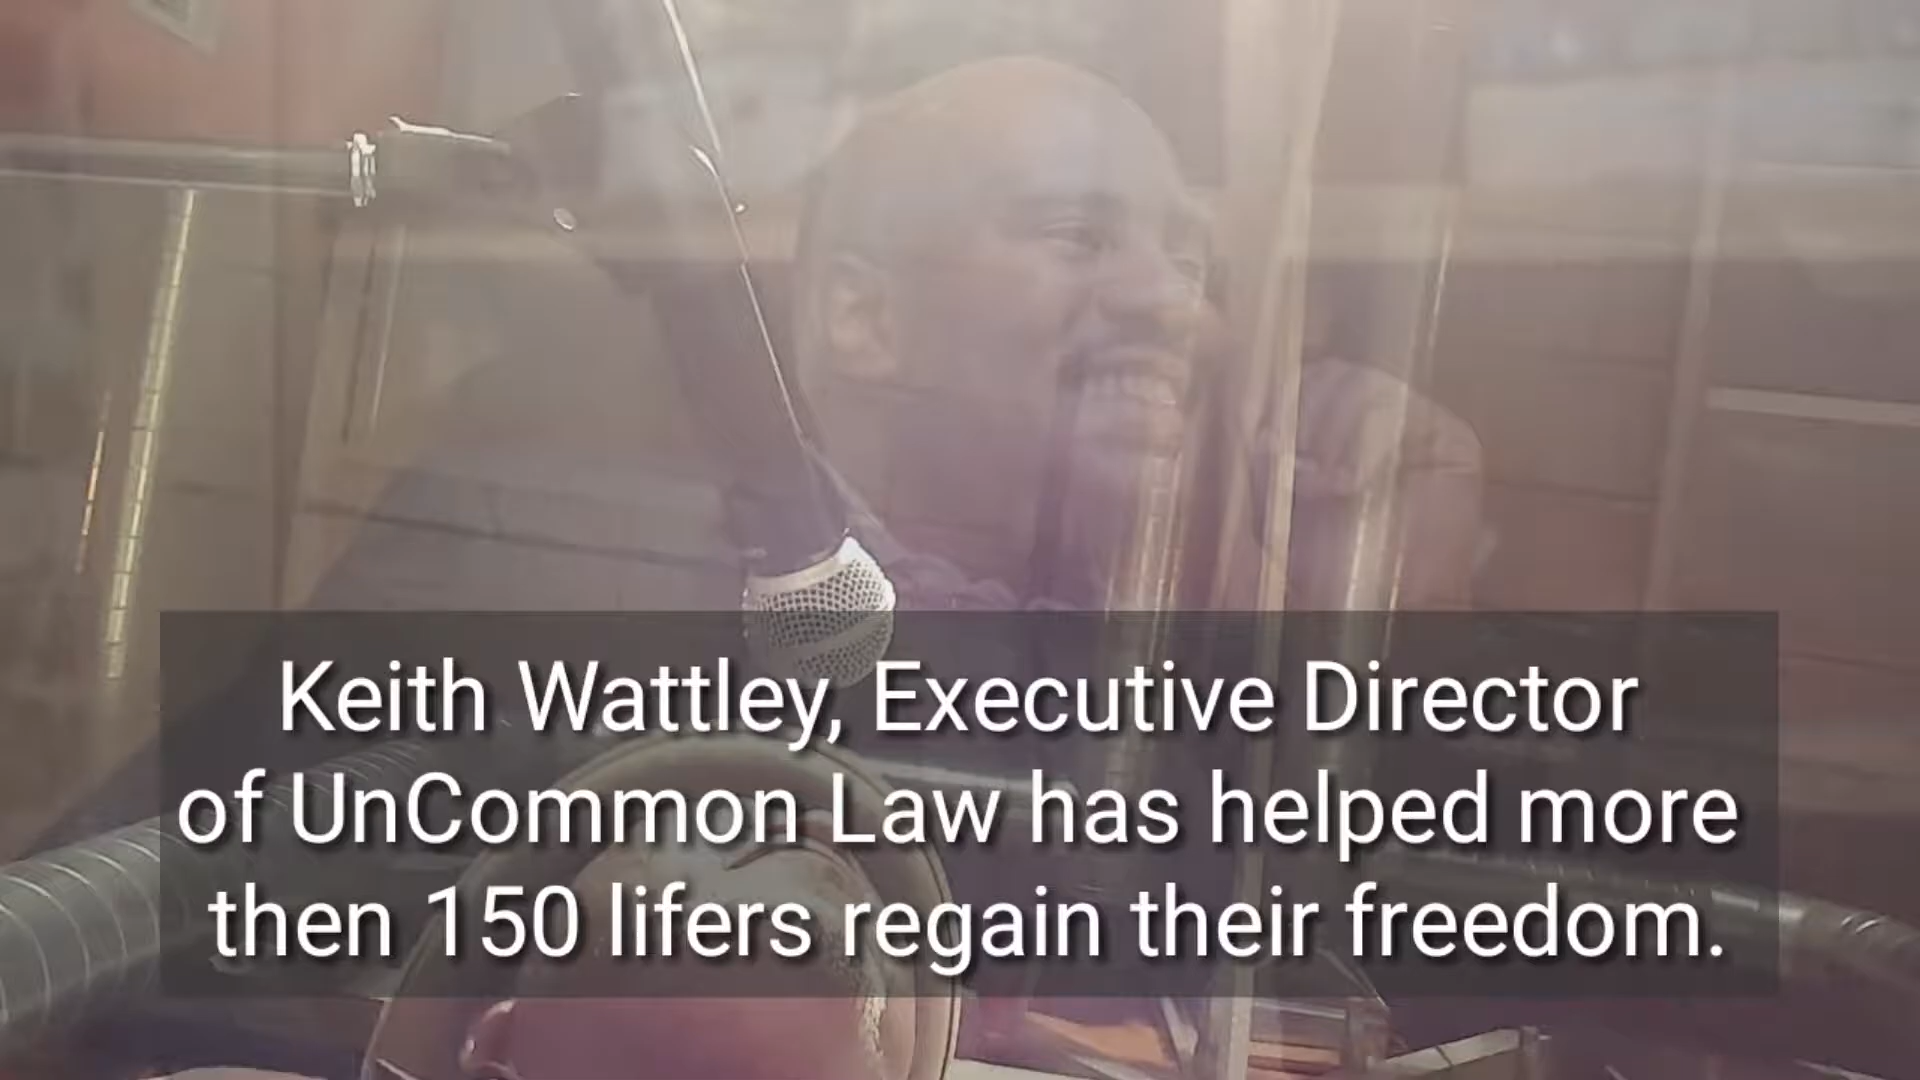 Keith Wattley, Executive Director
of UnCommon Law has helped more
then 150 lifers regain their freedom.